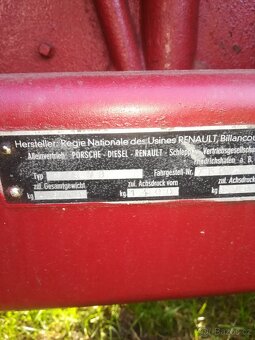 Hersteller: Regie Nationale des Usines RENAULT, Billancou
Alleinvertrieb: PORSCHE-DIESEL-RENAULT-Schlepper Vertriebsgesellscha
Friedrichshafen a. B.
Typ Fahrgestell Nr.
zul. Gesamtgewicht zul. Achsdruck vorn zul. Achsdruck
kg kg kg